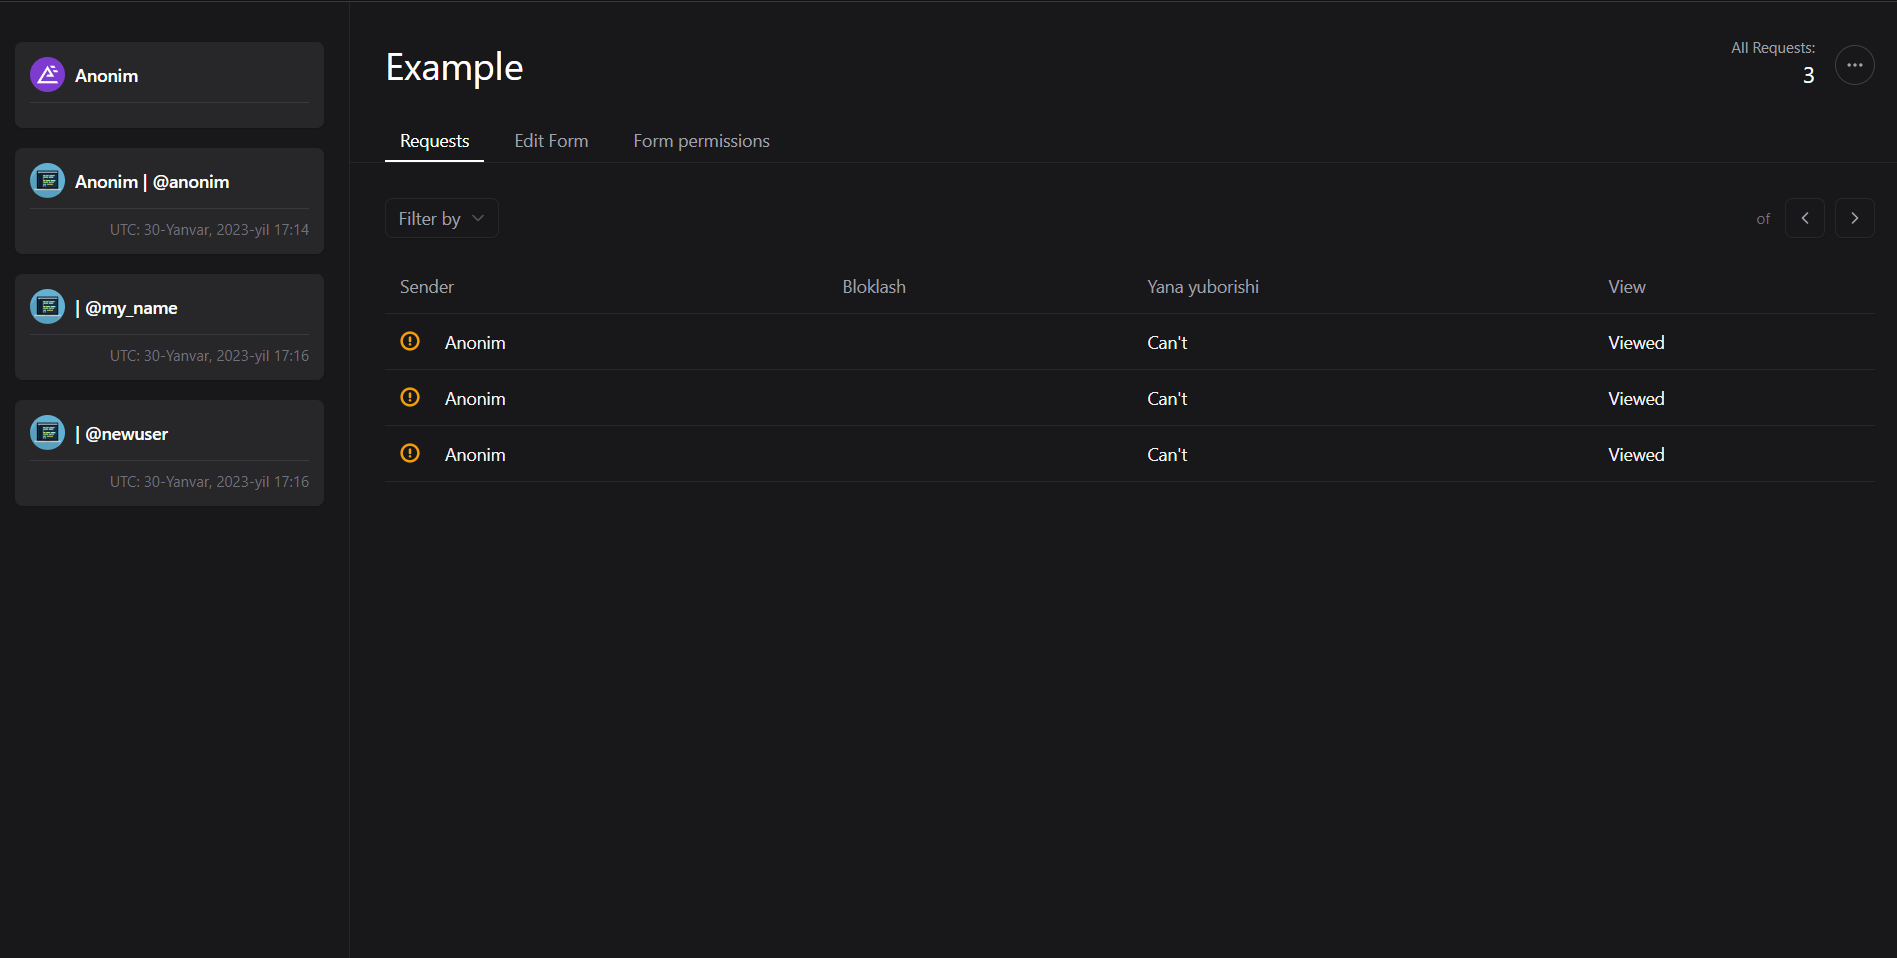 Anonim
Anonim | @anonim
UTC: 30-Yanvar, 2023-yil 17:14
| @my_name
UTC: 30-Yanvar, 2023-yil 17:16
| @newuser
UTC: 30-Yanvar, 2023-yil 17:16
Example
All Requests:
3
Requests Edit Form Form permissions
Filter by
of
Sender Bloklash Yana yuborishi View
Anonim Can't Viewed
Anonim Can't Viewed
Anonim Can't Viewed